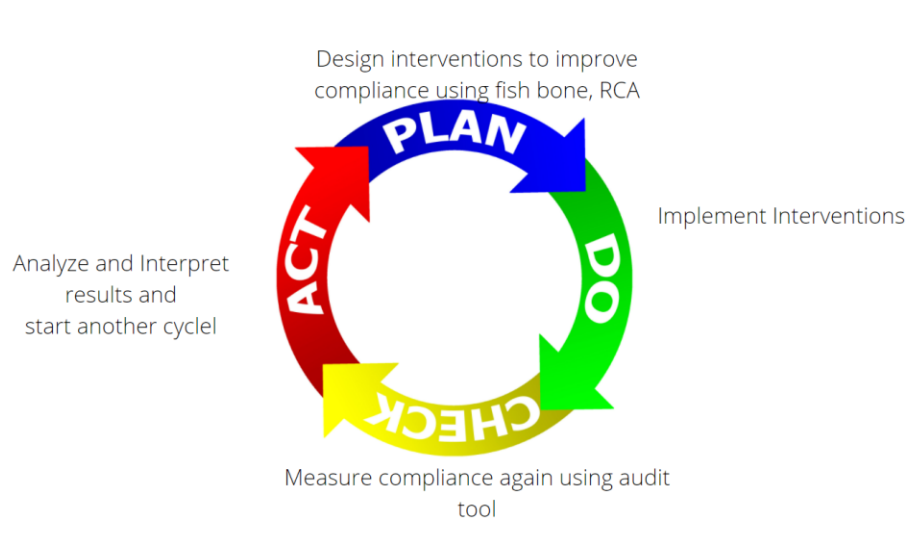 Design interventions to improve
compliance using fish bone, RCA
PLAN
Implement Interventions
DO
ACT
Analyze and Interpret
results and
start another cyclel
CHECK
Measure compliance again using audit
tool